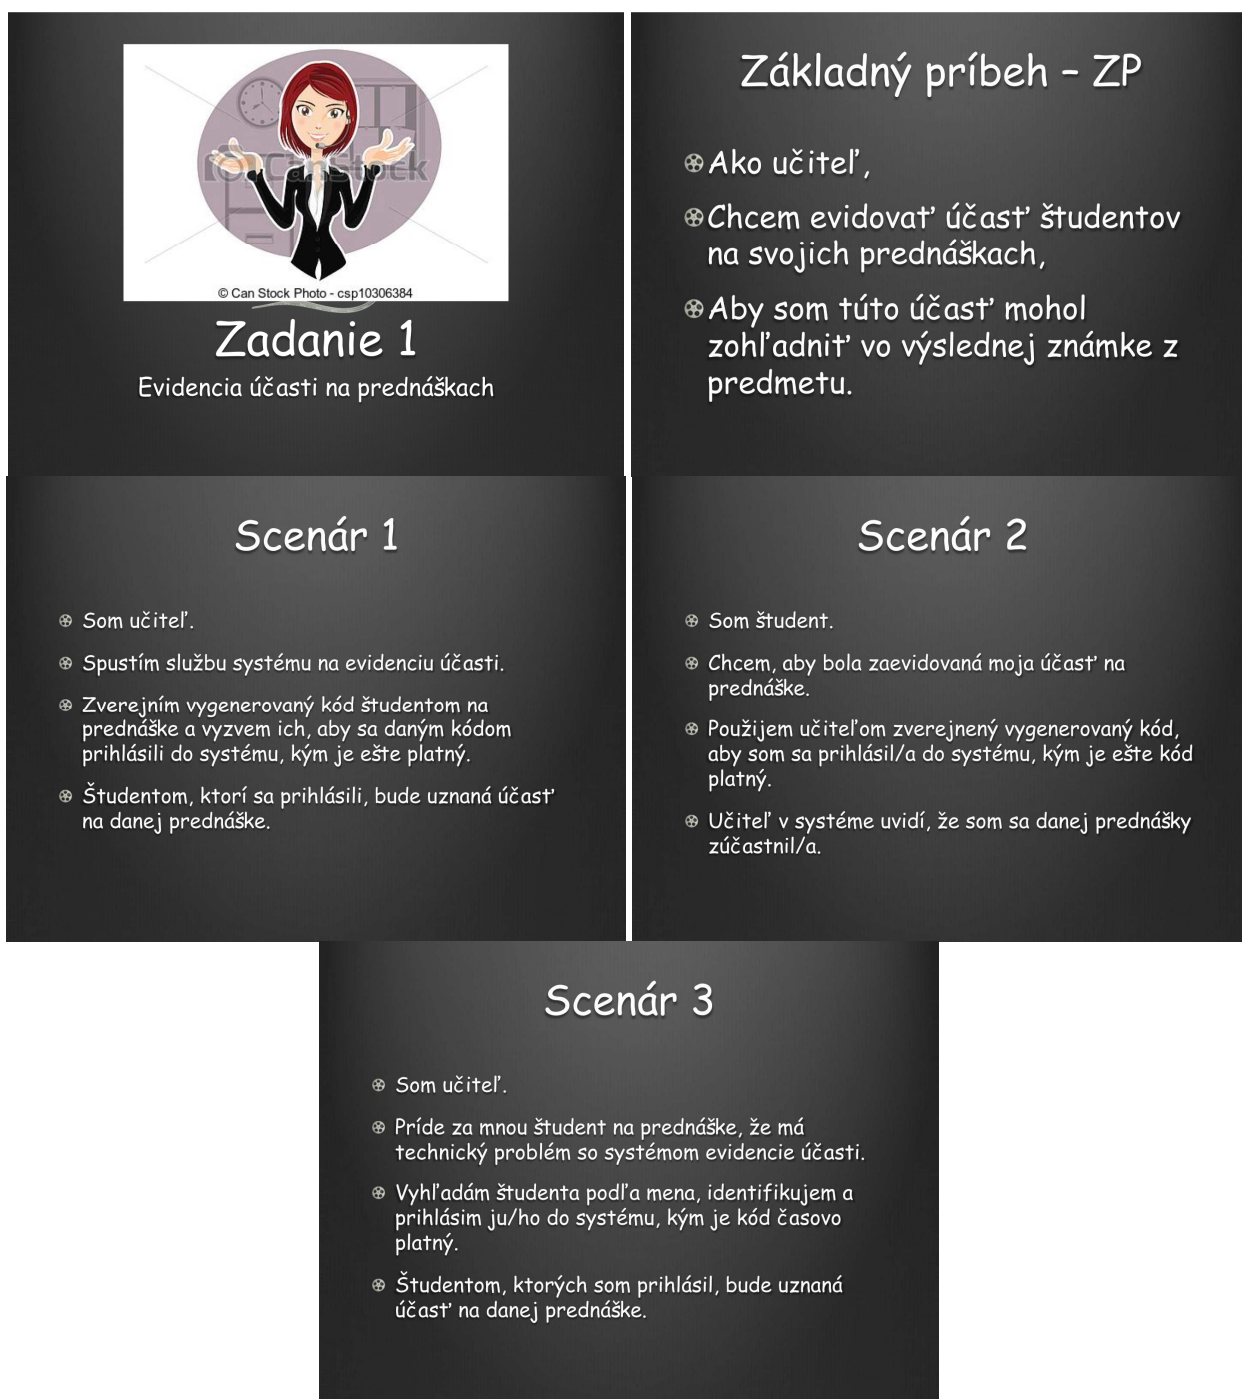 CanStock
© Can Stock Photo - csp10306384
Zadanie 1
Evidencia účasti na prednáškach
Základný príbeh – ZP
Ako učiteľ,
Chcem evidovať účasť študentov
na svojich prednáškach,
Aby som túto účasť mohol
zohľadniť vo výslednej známke z
predmetu.
Scenár 1
Som učiteľ.
Spustím službu systému na evidenciu účasti.
Zverejním vygenerovaný kód študentom na
prednáške a vyzvem ich, aby sa daným kódom
prihlásili do systému, kým je ešte platný.
Študentom, ktorí sa prihlásili, bude uznaná účasť
na danej prednáške.
Scenár 2
Som študent.
Chcem, aby bola zaevidovaná moja účasť na
prednáške.
Použijem učiteľom zverejnený vygenerovaný kód,
aby som sa prihlásil/a do systému, kým je ešte kód
platný.
Učiteľ v systéme uvidí, že som sa danej prednášky
zúčastnil/a.
Scenár 3
Som učiteľ.
Príde za mnou študent na prednáške, že má
technický problém so systémom evidencie účasti.
Vyhľadám študenta podľa mena, identifikujem a
prihlásim ju/ho do systému, kým je kód časovo
platný.
Študentom, ktorých som prihlásil, bude uznaná
účasť na danej prednáške.